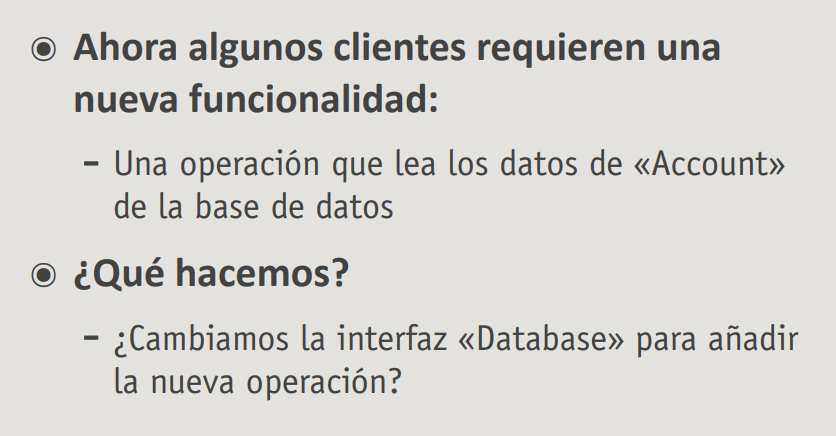 ◉ Ahora algunos clientes requieren una
nueva funcionalidad:
– Una operación que lea los datos de «Account»
de la base de datos
◉ ¿Qué hacemos?
– ¿Cambiamos la interfaz «Database» para añadir
la nueva operación?